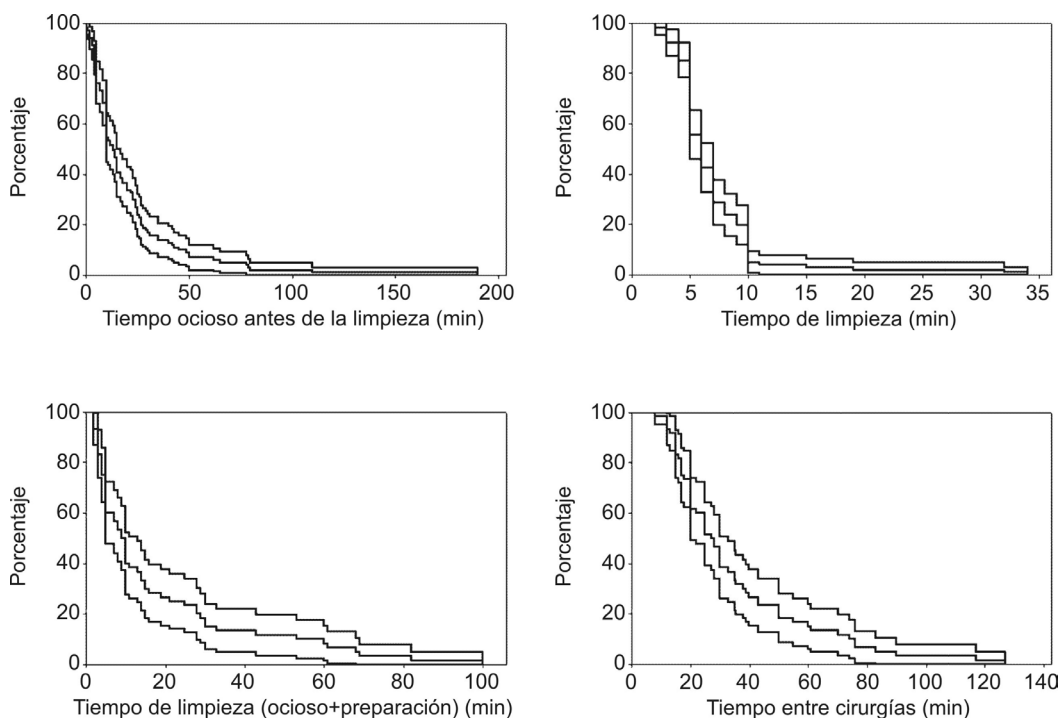 100
80
60
40
20
0
Porcentaje
0 50 100 150 200
Tiempo ocioso antes de la limpieza (min)
100
80
60
40
20
0
Porcentaje
0 5 10 15 20 25 30 35
Tiempo de limpieza (min)
100
80
60
40
20
0
Porcentaje
0 20 40 60 80 100
Tiempo de limpieza (ocioso+preparación) (min)
100
80
60
40
20
0
Porcentaje
0 20 40 60 80 100 120 140
Tiempo entre cirurgías (min)